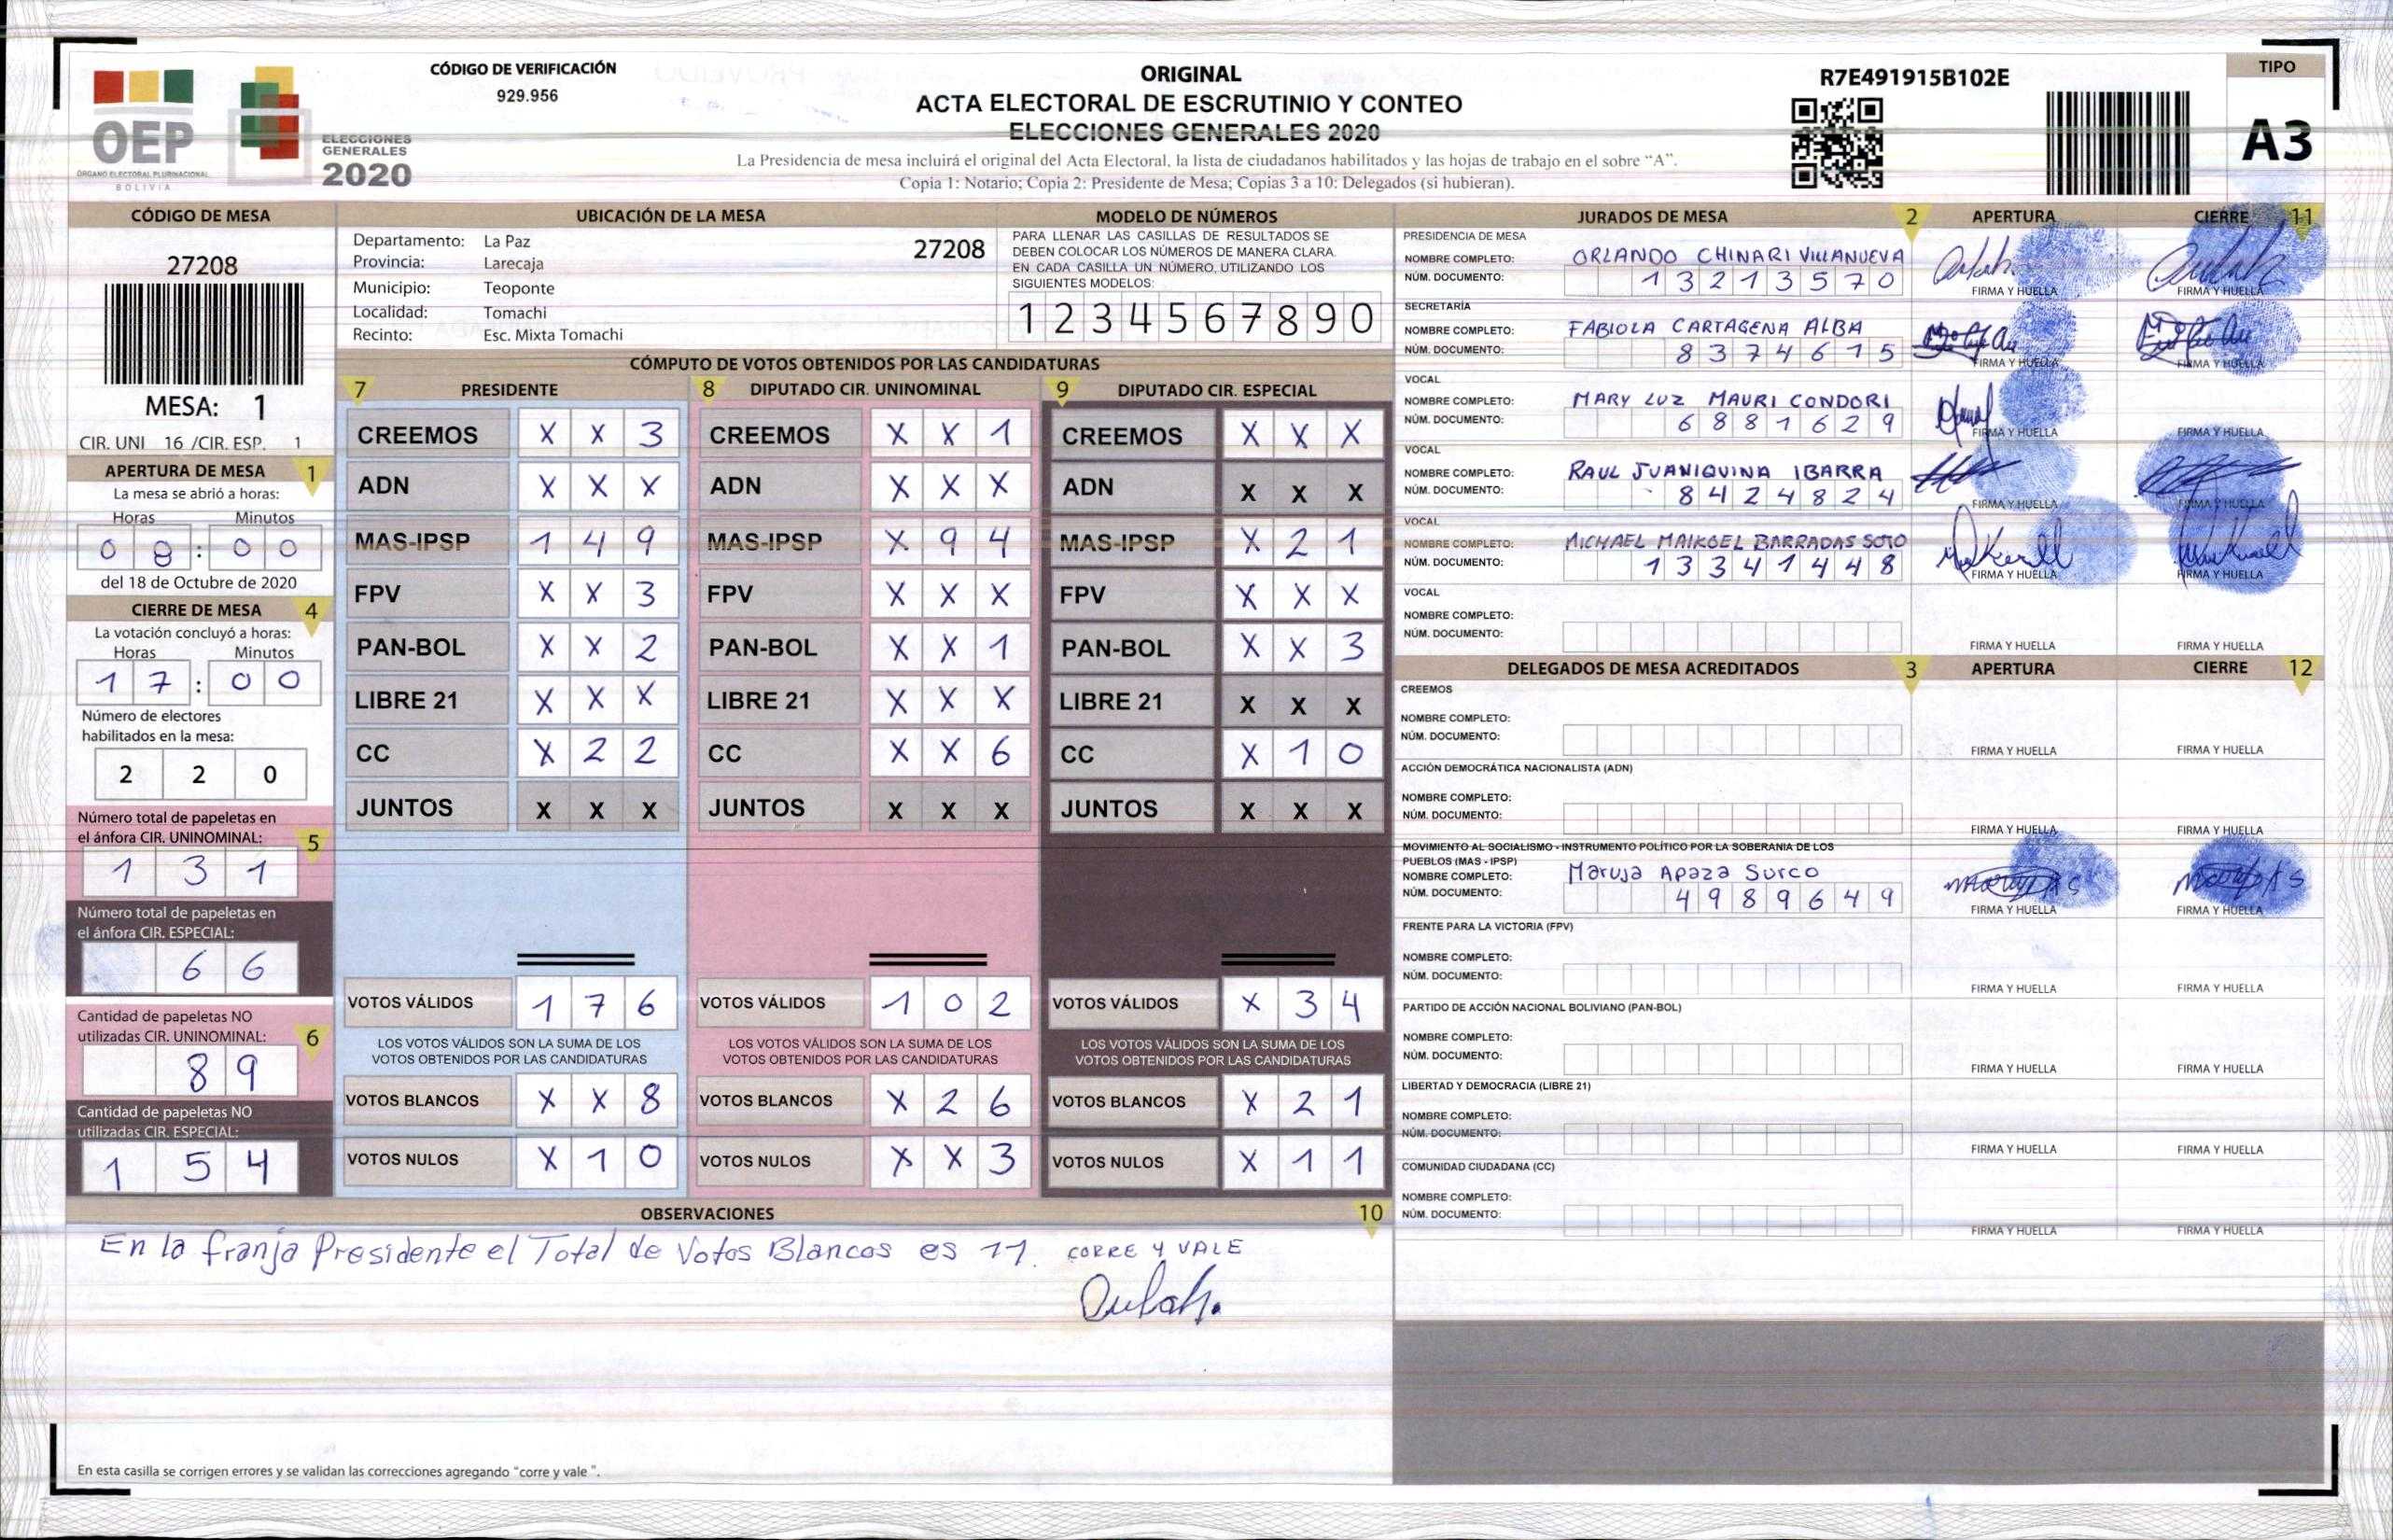 CÓDIGO DE VERIFICACIÓN
929.956
OEP
ÓRGANO ELECTORAL PLURINACIONAL
BOLIVIA
ELECCIONES
GENERALES
2020
ORIGINAL
ACTA ELECTORAL DE ESCRUTINIO Y CONTEO
ELECCIONES GENERALES 2020
La Presidencia de mesa incluirá el original del Acta Electoral, la lista de ciudadanos habilitados y las hojas de trabajo en el sobre “A”.
Copia 1: Notario; Copia 2: Presidente de Mesa; Copias 3 a 10: Delegados (si hubieran).
R7E491915B102E
TIPO
A3
CÓDIGO DE MESA
27208
MESA: 1
CIR. UNI 16 /CIR. ESP. 1
APERTURA DE MESA 1
La mesa se abrió a horas:
Horas Minutos
0 8 : 0 0
del 18 de Octubre de 2020
CIERRE DE MESA 4
La votación concluyó a horas:
Horas Minutos
1 7 : 0 0
Número de electores
habilitados en la mesa:
2 2 0
Número total de papeletas en
el ánfora CIR. UNINOMINAL: 5
1 3 1
Número total de papeletas en
el ánfora CIR. ESPECIAL:
6 6
Cantidad de papeletas NO
utilizadas CIR. UNINOMINAL: 6
8 9
Cantidad de papeletas NO
utilizadas CIR. ESPECIAL:
1 5 4
UBICACIÓN DE LA MESA
Departamento: La Paz 27208
Provincia: Larecaja
Municipio: Teoponte
Localidad: Tomachi
Recinto: Esc. Mixta Tomachi
MODELO DE NÚMEROS
PARA LLENAR LAS CASILLAS DE RESULTADOS SE
DEBEN COLOCAR LOS NÚMEROS DE MANERA CLARA.
EN CADA CASILLA UN NÚMERO, UTILIZANDO LOS
SIGUIENTES MODELOS:
1 2 3 4 5 6 7 8 9 0
CÓMPUTO DE VOTOS OBTENIDOS POR LAS CANDIDATURAS
7 PRESIDENTE 8 DIPUTADO CIR. UNINOMINAL 9 DIPUTADO CIR. ESPECIAL
CREEMOS X X 3 CREEMOS X X 1 CREEMOS X X X
ADN X X X ADN X X X ADN X X X
MAS-IPSP 1 4 9 MAS-IPSP X 9 4 MAS-IPSP X 2 1
FPV X X 3 FPV X X X FPV X X X
PAN-BOL X X 2 PAN-BOL X X 1 PAN-BOL X X 3
LIBRE 21 X X X LIBRE 21 X X X LIBRE 21 X X X
CC X 2 2 CC X X 6 CC X 1 0
JUNTOS X X X JUNTOS X X X JUNTOS X X X
VOTOS VÁLIDOS 1 7 6 VOTOS VÁLIDOS 1 0 2 VOTOS VÁLIDOS X 3 4
LOS VOTOS VÁLIDOS SON LA SUMA DE LOS LOS VOTOS VÁLIDOS SON LA SUMA DE LOS LOS VOTOS VÁLIDOS SON LA SUMA DE LOS
VOTOS OBTENIDOS POR LAS CANDIDATURAS VOTOS OBTENIDOS POR LAS CANDIDATURAS VOTOS OBTENIDOS POR LAS CANDIDATURAS
VOTOS BLANCOS X X 8 VOTOS BLANCOS X 2 6 VOTOS BLANCOS X 2 1
VOTOS NULOS X 1 0 VOTOS NULOS X X 3 VOTOS NULOS X 1 1
OBSERVACIONES 10
En la franja Presidente el Total de Votos Blancos es 11. CORRE Y VALE
En esta casilla se corrigen errores y se validan las correcciones agregando “corre y vale ”.
JURADOS DE MESA 2 APERTURA CIERRE 11
PRESIDENCIA DE MESA
NOMBRE COMPLETO: ORLANDO CHINARI VILLANUEVA
NÚM. DOCUMENTO: 1 3 2 1 3 5 7 0
FIRMA Y HUELLA FIRMA Y HUELLA
SECRETARÍA
NOMBRE COMPLETO: FABIOLA CARTAGENA ALBA
NÚM. DOCUMENTO: 8 3 7 4 6 1 5
FIRMA Y HUELLA FIRMA Y HUELLA
VOCAL
NOMBRE COMPLETO: MARY LUZ MAURI CONDORI
NÚM. DOCUMENTO: 6 8 8 1 6 2 9
FIRMA Y HUELLA FIRMA Y HUELLA
VOCAL
NOMBRE COMPLETO: RAUL JUANIQUINA IBARRA
NÚM. DOCUMENTO: 8 4 2 4 8 2 4
FIRMA Y HUELLA FIRMA Y HUELLA
VOCAL
NOMBRE COMPLETO: MICHAEL MAIKOEL BARRADAS SOTO
NÚM. DOCUMENTO: 1 3 3 4 1 4 4 8
FIRMA Y HUELLA FIRMA Y HUELLA
VOCAL
NOMBRE COMPLETO:
NÚM. DOCUMENTO:
FIRMA Y HUELLA FIRMA Y HUELLA
DELEGADOS DE MESA ACREDITADOS 3 APERTURA CIERRE 12
CREEMOS
NOMBRE COMPLETO:
NÚM. DOCUMENTO:
FIRMA Y HUELLA FIRMA Y HUELLA
ACCIÓN DEMOCRÁTICA NACIONALISTA (ADN)
NOMBRE COMPLETO:
NÚM. DOCUMENTO:
FIRMA Y HUELLA FIRMA Y HUELLA
MOVIMIENTO AL SOCIALISMO - INSTRUMENTO POLÍTICO POR LA SOBERANIA DE LOS
PUEBLOS (MAS - IPSP)
NOMBRE COMPLETO: Maruja Apaza Surco
NÚM. DOCUMENTO: 4 9 8 9 6 4 9
FIRMA Y HUELLA FIRMA Y HUELLA
FRENTE PARA LA VICTORIA (FPV)
NOMBRE COMPLETO:
NÚM. DOCUMENTO:
FIRMA Y HUELLA FIRMA Y HUELLA
PARTIDO DE ACCIÓN NACIONAL BOLIVIANO (PAN-BOL)
NOMBRE COMPLETO:
NÚM. DOCUMENTO:
FIRMA Y HUELLA FIRMA Y HUELLA
LIBERTAD Y DEMOCRACIA (LIBRE 21)
NOMBRE COMPLETO:
NÚM. DOCUMENTO:
FIRMA Y HUELLA FIRMA Y HUELLA
COMUNIDAD CIUDADANA (CC)
NOMBRE COMPLETO:
NÚM. DOCUMENTO:
FIRMA Y HUELLA FIRMA Y HUELLA